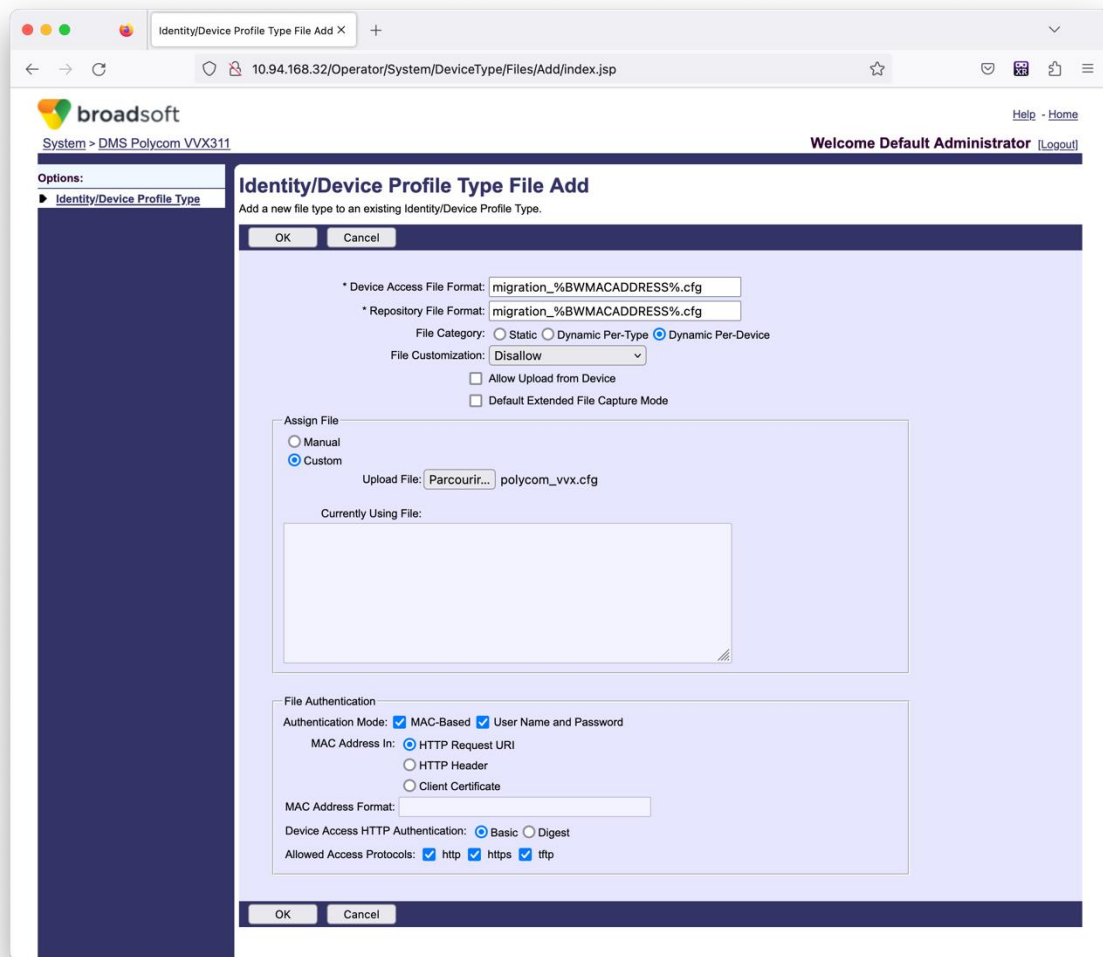 Identity/Device Profile Type File Add
10.94.168.32/Operator/System/DeviceType/Files/Add/index.jsp
XR
broadsoft
Help - Home
System > DMS Polycom VVX311
Welcome Default Administrator [Logout]
Options:
Identity/Device Profile Type
Identity/Device Profile Type File Add
Add a new file type to an existing Identity/Device Profile Type.
OK Cancel
* Device Access File Format: migration_%BWMACADDRESS%.cfg
* Repository File Format: migration_%BWMACADDRESS%.cfg
File Category: Static Dynamic Per-Type Dynamic Per-Device
File Customization: Disallow
Allow Upload from Device
Default Extended File Capture Mode
Assign File
Manual
Custom
Upload File: Parcourir... polycom_vvx.cfg
Currently Using File:
File Authentication
Authentication Mode: MAC-Based User Name and Password
MAC Address In: HTTP Request URI
HTTP Header
Client Certificate
MAC Address Format:
Device Access HTTP Authentication: Basic Digest
Allowed Access Protocols: http https tftp
OK Cancel